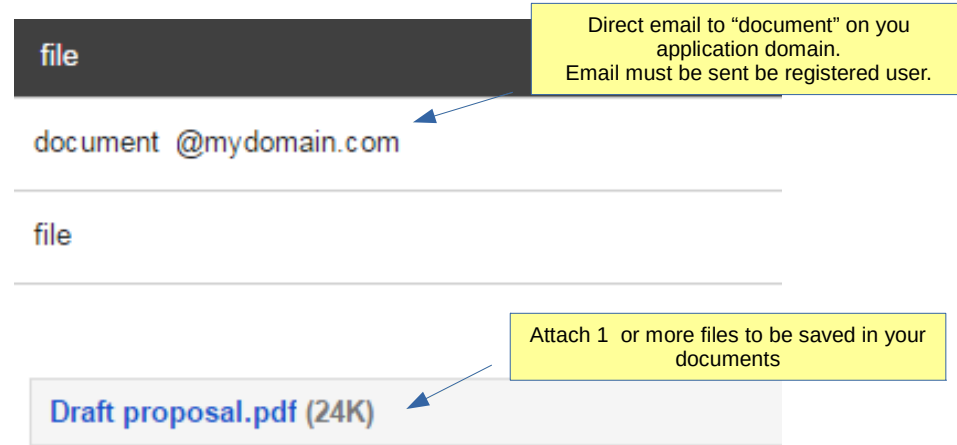 Direct email to “document” on you
application domain.
Email must be sent be registered user.
file
document @mydomain.com
file
Attach 1 or more files to be saved in your
documents
Draft proposal.pdf (24K)